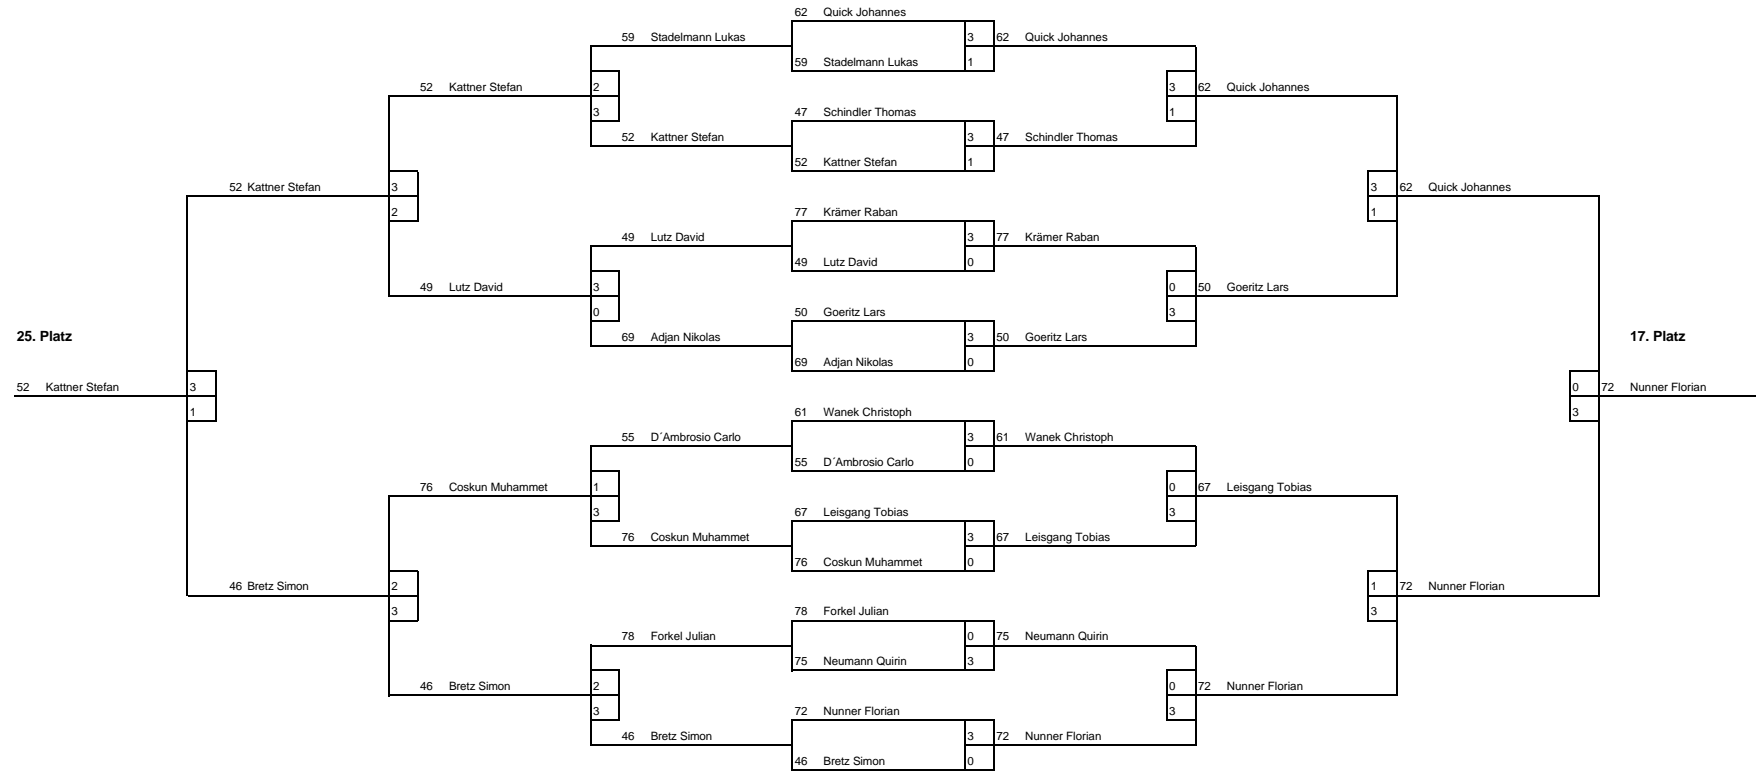 62 Quick Johannes
59 Stadelmann Lukas 3 62 Quick Johannes
59 Stadelmann Lukas 1
52 Kattner Stefan 2 3 62 Quick Johannes
3 47 Schindler Thomas 1
52 Kattner Stefan 3 47 Schindler Thomas
52 Kattner Stefan 1
52 Kattner Stefan 3 3 62 Quick Johannes
2 77 Krämer Raban 1
49 Lutz David 3 77 Krämer Raban
49 Lutz David 0
49 Lutz David 3 0 50 Goeritz Lars
0 50 Goeritz Lars 3
25. Platz 69 Adjan Nikolas 3 50 Goeritz Lars 17. Platz
69 Adjan Nikolas 0
52 Kattner Stefan 3 0 72 Nunner Florian
1 61 Wanek Christoph 3
55 D´Ambrosio Carlo 3 61 Wanek Christoph
55 D´Ambrosio Carlo 0
76 Coskun Muhammet 1 0 67 Leisgang Tobias
3 67 Leisgang Tobias 3
76 Coskun Muhammet 3 67 Leisgang Tobias
76 Coskun Muhammet 0
46 Bretz Simon 2 1 72 Nunner Florian
3 78 Forkel Julian 3
78 Forkel Julian 0 75 Neumann Quirin
75 Neumann Quirin 3
46 Bretz Simon 2 0 72 Nunner Florian
3 72 Nunner Florian 3
46 Bretz Simon 3 72 Nunner Florian
46 Bretz Simon 0